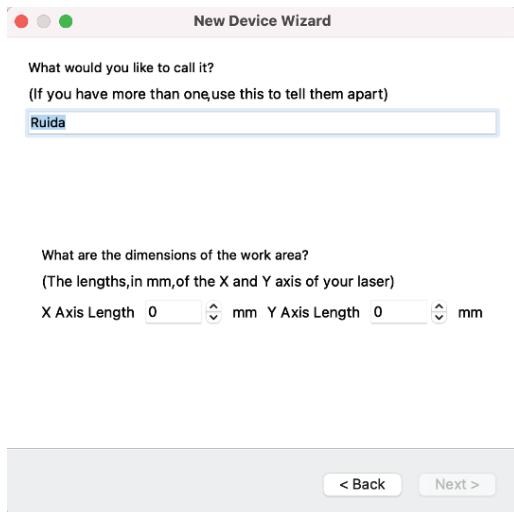 New Device Wizard
What would you like to call it?
(If you have more than one,use this to tell them apart)
Ruida
What are the dimensions of the work area?
(The lengths,in mm,of the X and Y axis of your laser)
X Axis Length 0 mm Y Axis Length 0 mm
< Back Next >